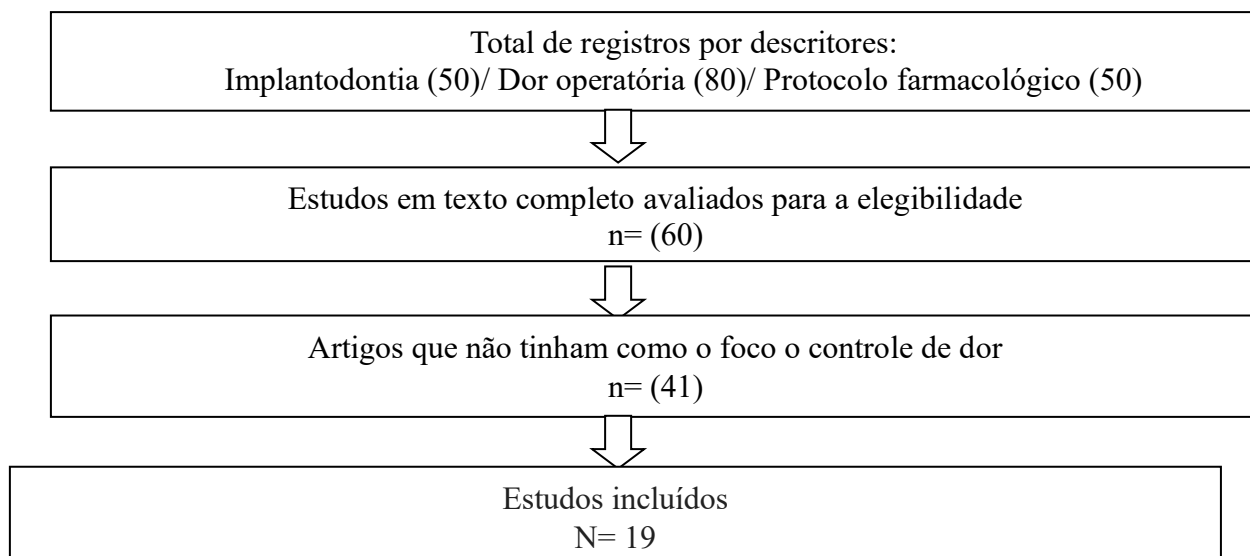 Total de registros por descritores:
Implantodontia (50)/ Dor operatória (80)/ Protocolo farmacológico (50)
Estudos em texto completo avaliados para a elegibilidade
n= (60)
Artigos que não tinham como o foco o controle de dor
n= (41)
Estudos incluídos
N= 19